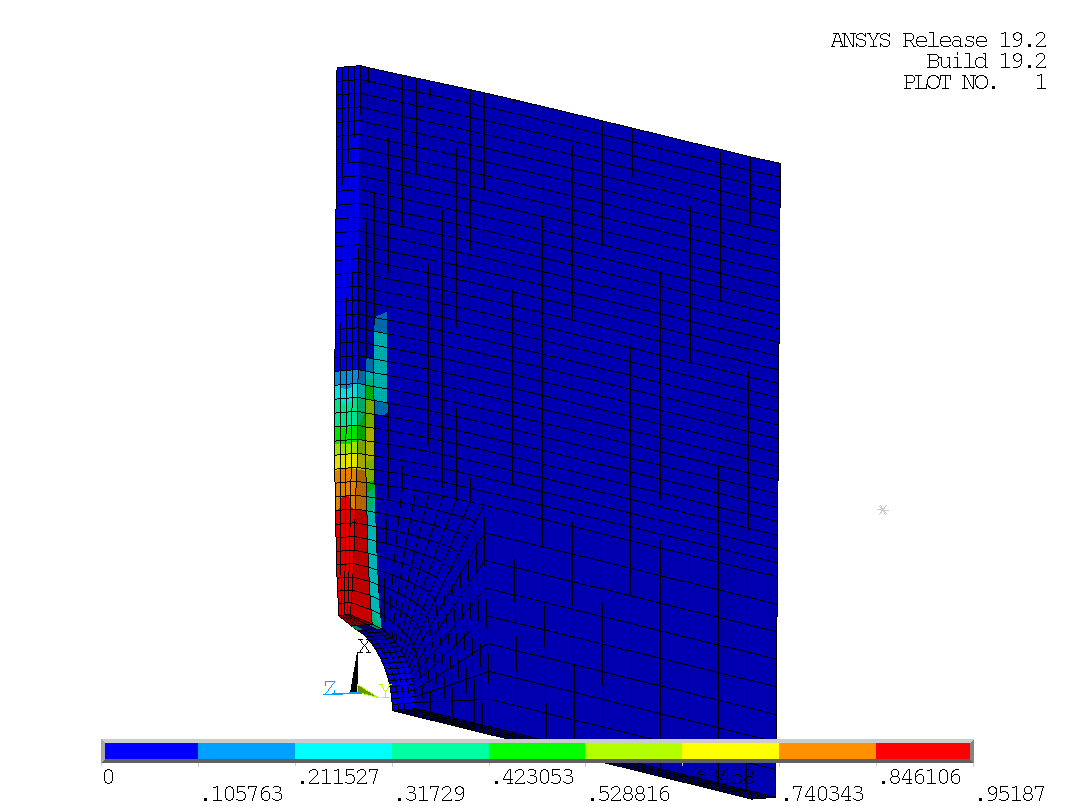 ANSYS Release 19.2
Build 19.2
PLOT NO. 1
X
Z
Y
0 .211527 .423053 .846106
.105763 .31729 .528816 .740343 .95187